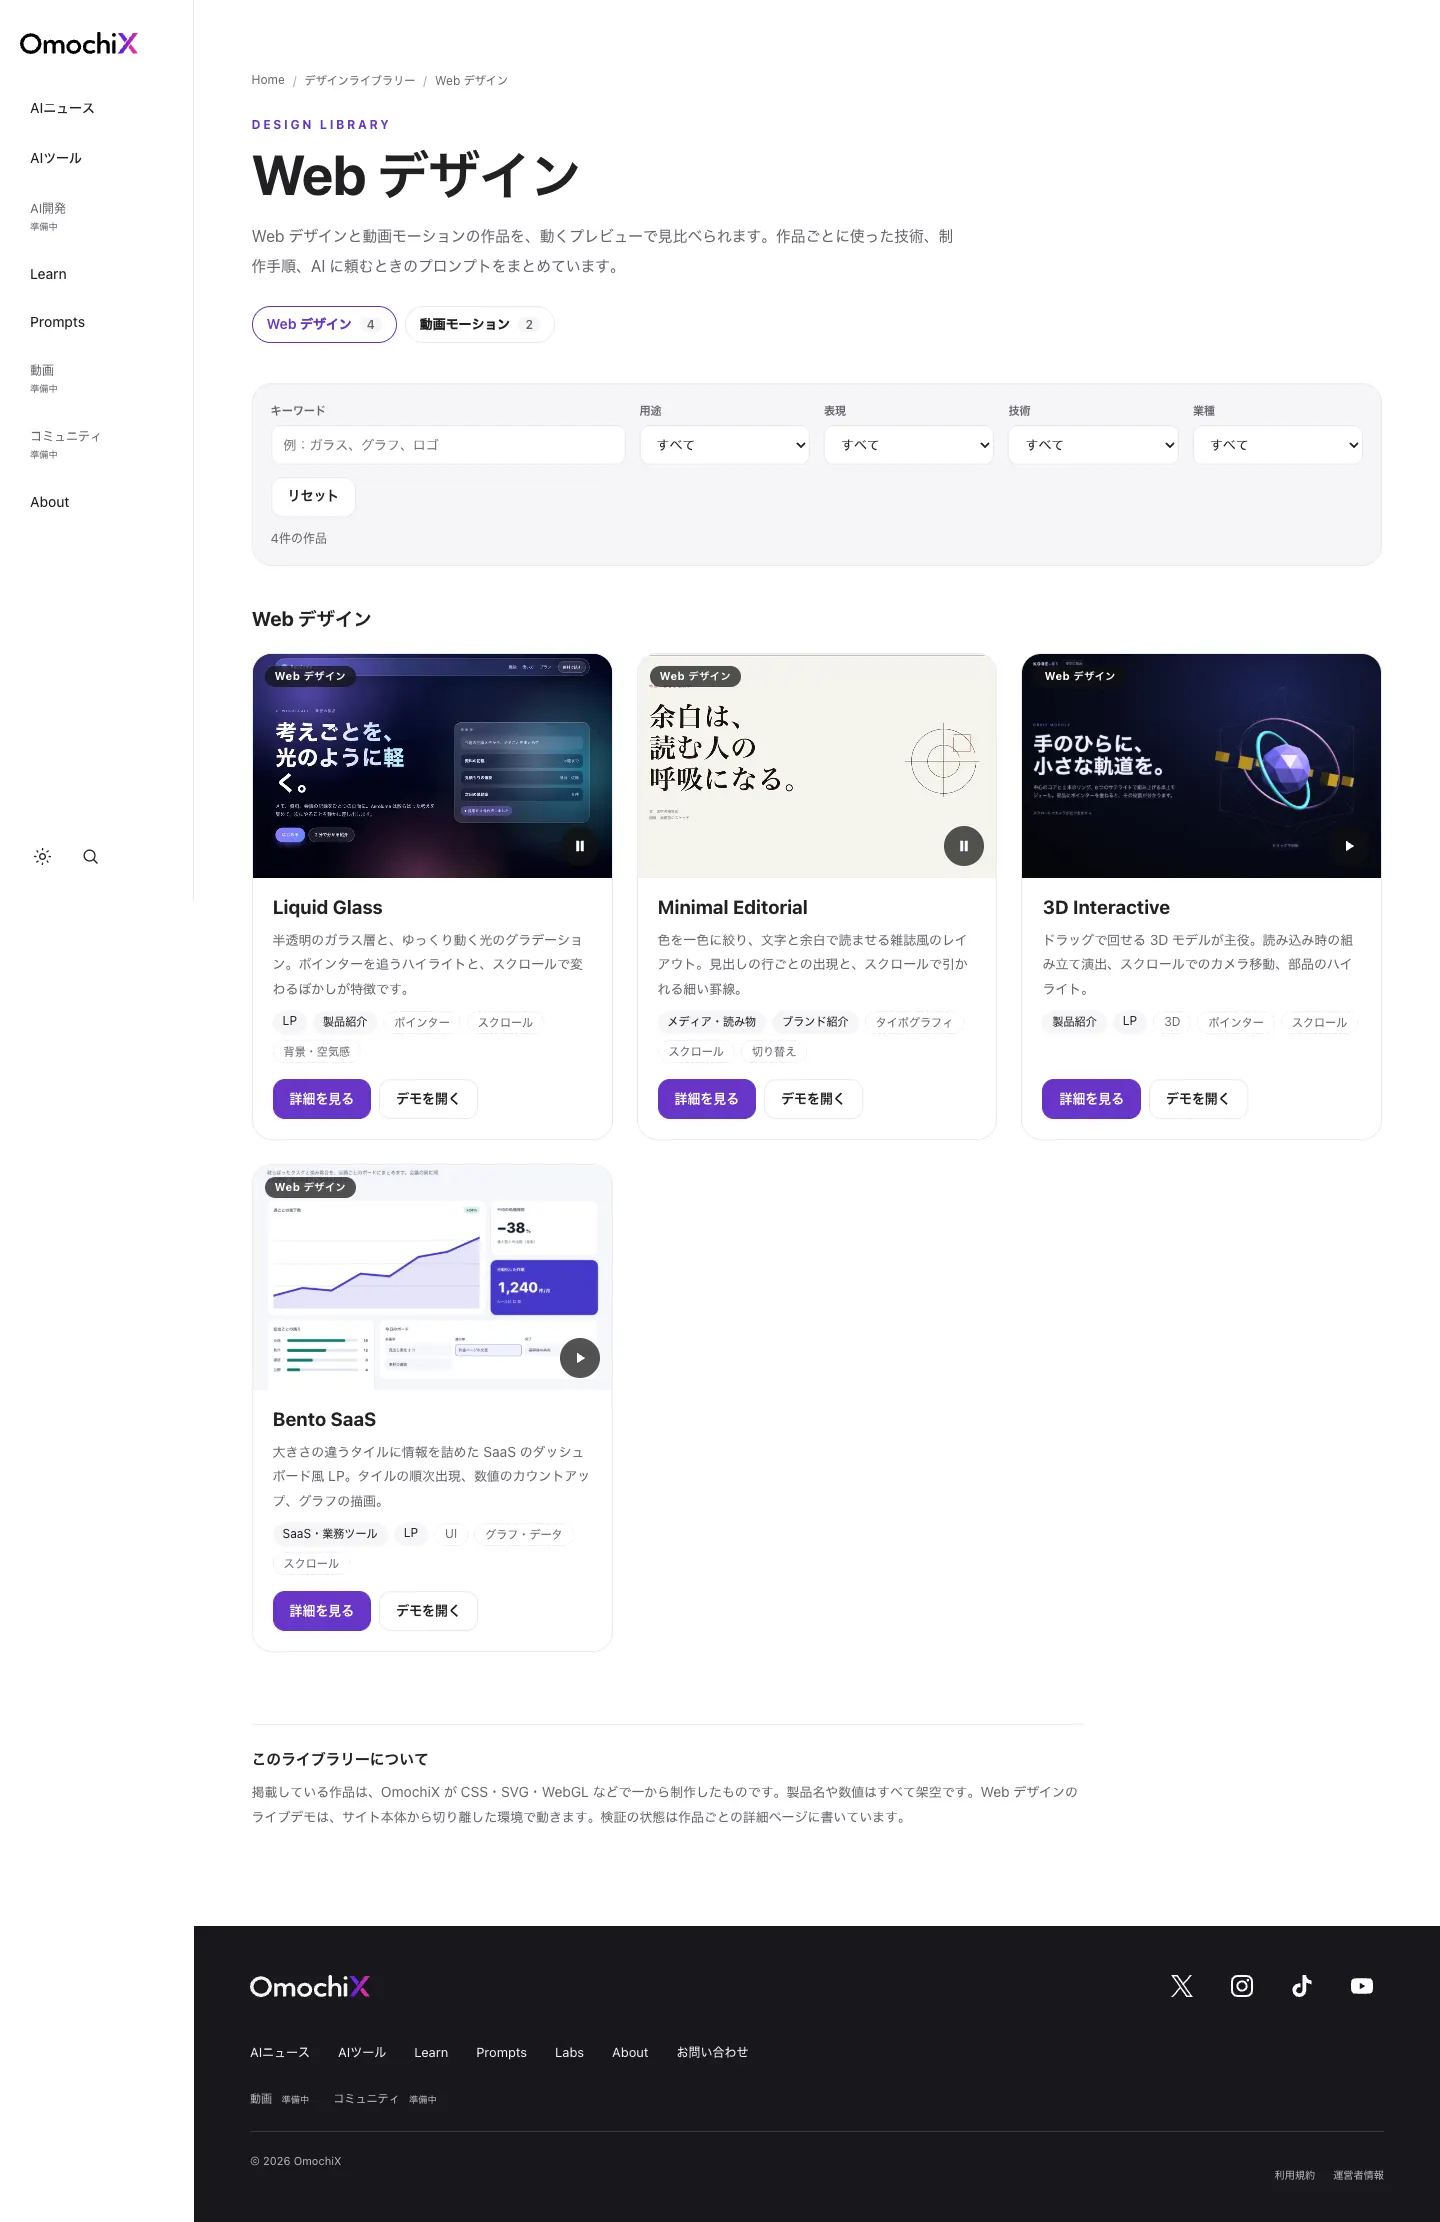 OmochiX
AIニュース
AIツール
AI開発
準備中
Learn
Prompts
動画
準備中
コミュニティ
準備中
About
Home / デザインライブラリー / Web デザイン
DESIGN LIBRARY
Web デザイン
Web デザインと動画モーションの作品を、動くプレビューで見比べられます。作品ごとに使った技術、制
作手順、AI に頼むときのプロンプトをまとめています。
Web デザイン 4
動画モーション 2
キーワード
例：ガラス、グラフ、ロゴ
用途
すべて
表現
すべて
技術
すべて
業種
すべて
リセット
4件の作品
Web デザイン
Web デザイン
考えごとを、
光のように軽
く。
Liquid Glass
半透明のガラス層と、ゆっくり動く光のグラデーショ
ン。ポインターを追うハイライトと、スクロールで変
わるぼかしが特徴です。
LP 製品紹介 ポインター スクロール
背景・空気感
詳細を見る デモを開く
Web デザイン
余白は、
読む人の
呼吸になる。
Minimal Editorial
色を一色に絞り、文字と余白で読ませる雑誌風のレイ
アウト。見出しの行ごとの出現と、スクロールで引か
れる細い罫線。
メディア・読み物 ブランド紹介 タイポグラフィ
スクロール 切り替え
詳細を見る デモを開く
Web デザイン
手のひらに、
小さな軌道を。
3D Interactive
ドラッグで回せる 3D モデルが主役。読み込み時の組
み立て演出、スクロールでのカメラ移動、部品のハイ
ライト。
製品紹介 LP 3D ポインター スクロール
詳細を見る デモを開く
Web デザイン
−38%
1,240
Bento SaaS
大きさの違うタイルに情報を詰めた SaaS のダッシュ
ボード風 LP。タイルの順次出現、数値のカウントアッ
プ、グラフの描画。
SaaS・業務ツール LP UI グラフ・データ
スクロール
詳細を見る デモを開く
このライブラリーについて
掲載している作品は、OmochiX が CSS・SVG・WebGL などで一から制作したものです。製品名や数値はすべて架空です。Web デザインの
ライブデモは、サイト本体から切り離した環境で動きます。検証の状態は作品ごとの詳細ページに書いています。
OmochiX
AIニュース AIツール Learn Prompts Labs About お問い合わせ
動画 準備中 コミュニティ 準備中
© 2026 OmochiX
利用規約 運営者情報